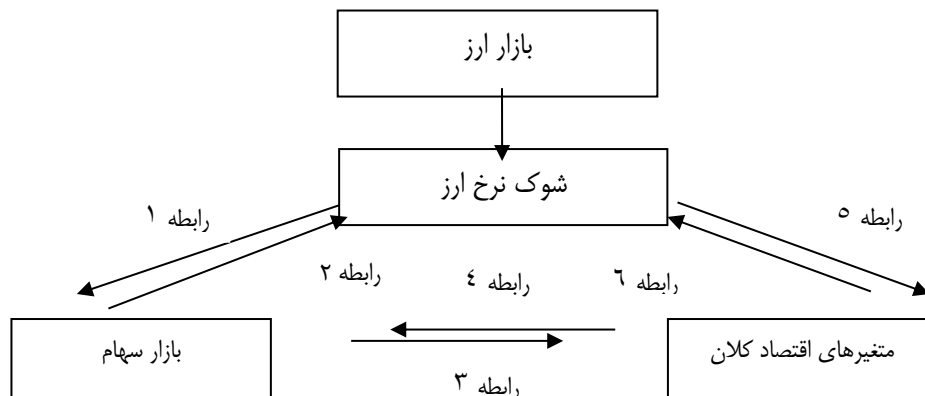 بازار ارز
شوک نرخ ارز
رابطه ۱
رابطه ۵
رابطه ۲
رابطه ٤
رابطه ٦
بازار سهام
متغیرهای اقتصاد کلان
رابطه ۳